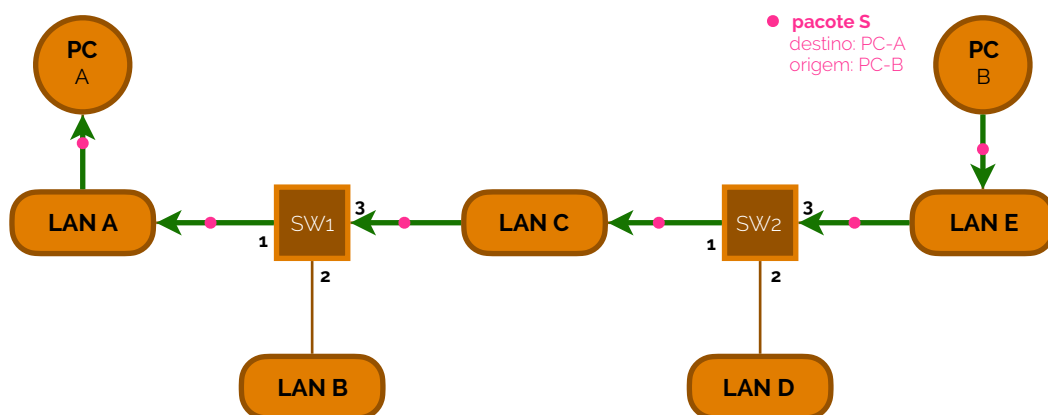 PC
A
pacote S
destino: PC-A
origem: PC-B
PC
B
LAN A
1
SW1
3
2
LAN C
1
SW2
3
2
LAN E
LAN B
LAN D